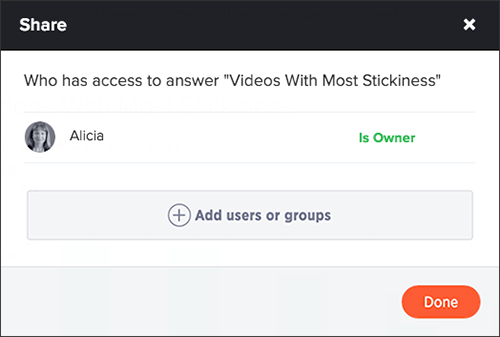 Share
Who has access to answer "Videos With Most Stickiness"
Alicia Is Owner
Add users or groups
Done